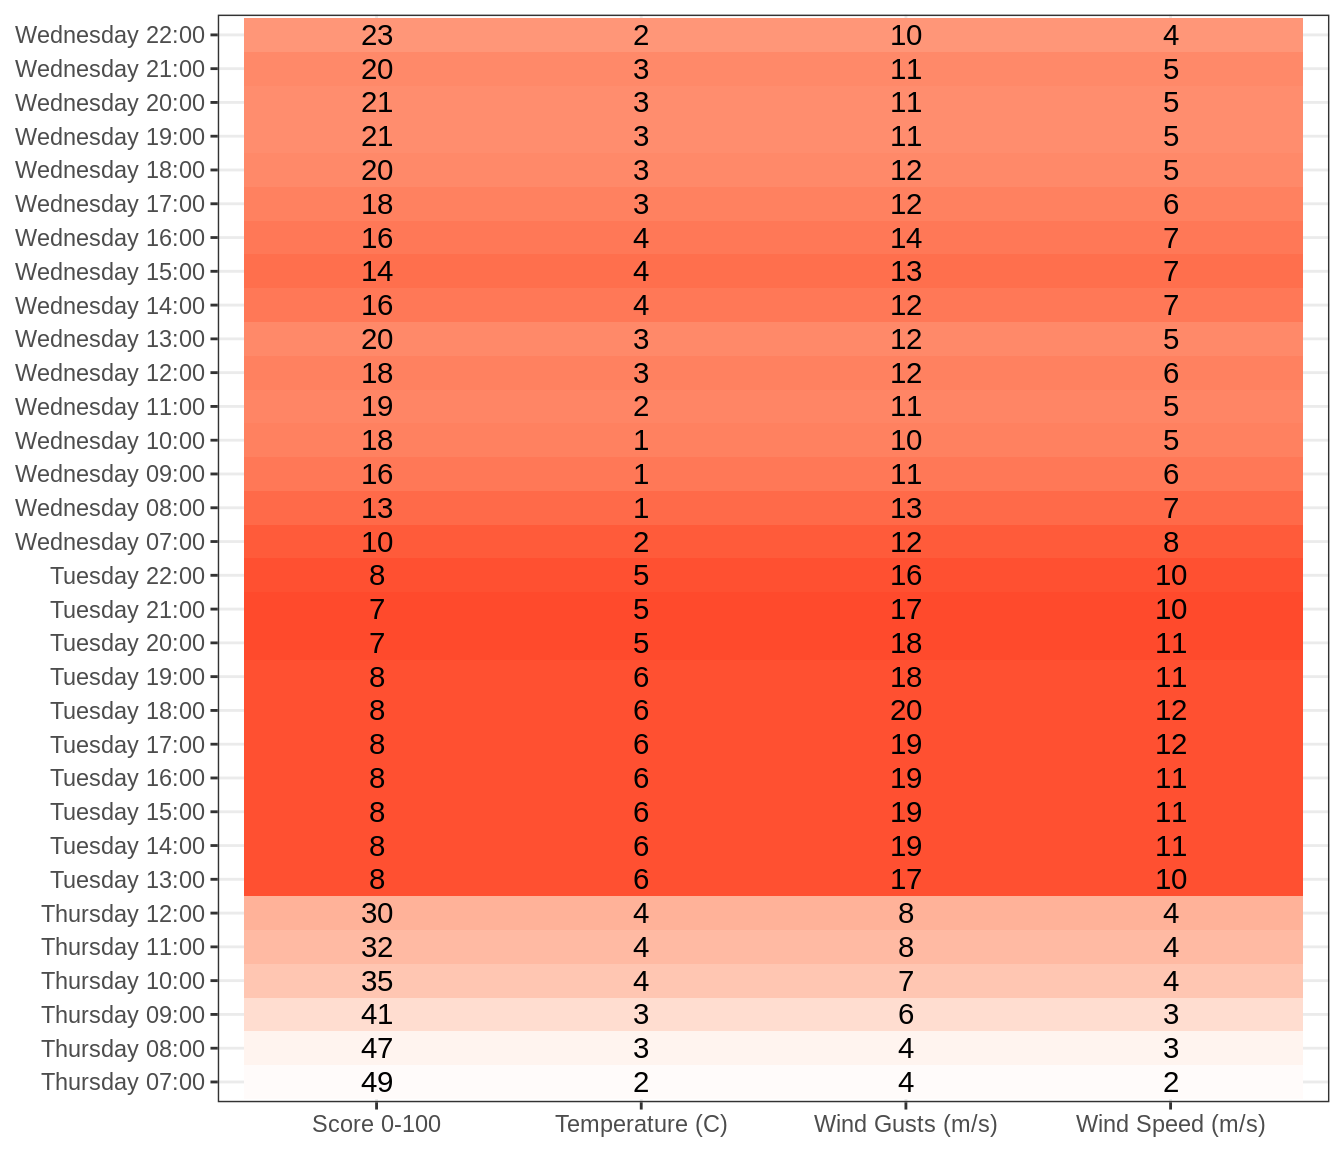 Wednesday 22:00 23 2 10 4
Wednesday 21:00 20 3 11 5
Wednesday 20:00 21 3 11 5
Wednesday 19:00 21 3 11 5
Wednesday 18:00 20 3 12 5
Wednesday 17:00 18 3 12 6
Wednesday 16:00 16 4 14 7
Wednesday 15:00 14 4 13 7
Wednesday 14:00 16 4 12 7
Wednesday 13:00 20 3 12 5
Wednesday 12:00 18 3 12 6
Wednesday 11:00 19 2 11 5
Wednesday 10:00 18 1 10 5
Wednesday 09:00 16 1 11 6
Wednesday 08:00 13 1 13 7
Wednesday 07:00 10 2 12 8
Tuesday 22:00 8 5 16 10
Tuesday 21:00 7 5 17 10
Tuesday 20:00 7 5 18 11
Tuesday 19:00 8 6 18 11
Tuesday 18:00 8 6 20 12
Tuesday 17:00 8 6 19 12
Tuesday 16:00 8 6 19 11
Tuesday 15:00 8 6 19 11
Tuesday 14:00 8 6 19 11
Tuesday 13:00 8 6 17 10
Thursday 12:00 30 4 8 4
Thursday 11:00 32 4 8 4
Thursday 10:00 35 4 7 4
Thursday 09:00 41 3 6 3
Thursday 08:00 47 3 4 3
Thursday 07:00 49 2 4 2
Score 0-100 Temperature (C) Wind Gusts (m/s) Wind Speed (m/s)